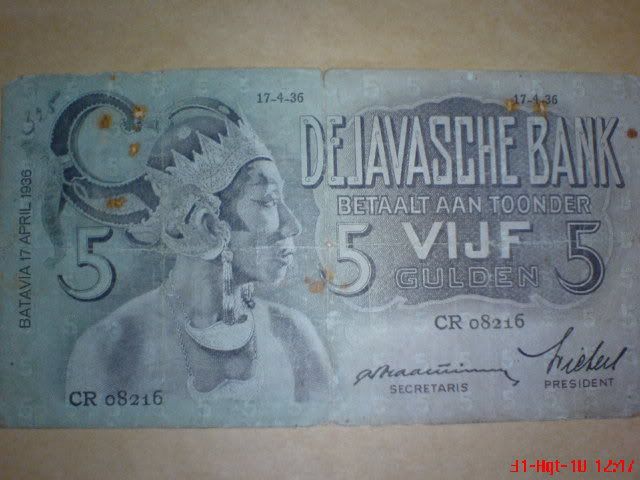 17-4-36
17-4-36
DE JAVASCHE BANK
BETAALT AAN TOONDER
5
5 VIJF 5
GULDEN
BATAVIA 17 APRIL 1936
CR 08216
CR 08216
SECRETARIS
PRESIDENT